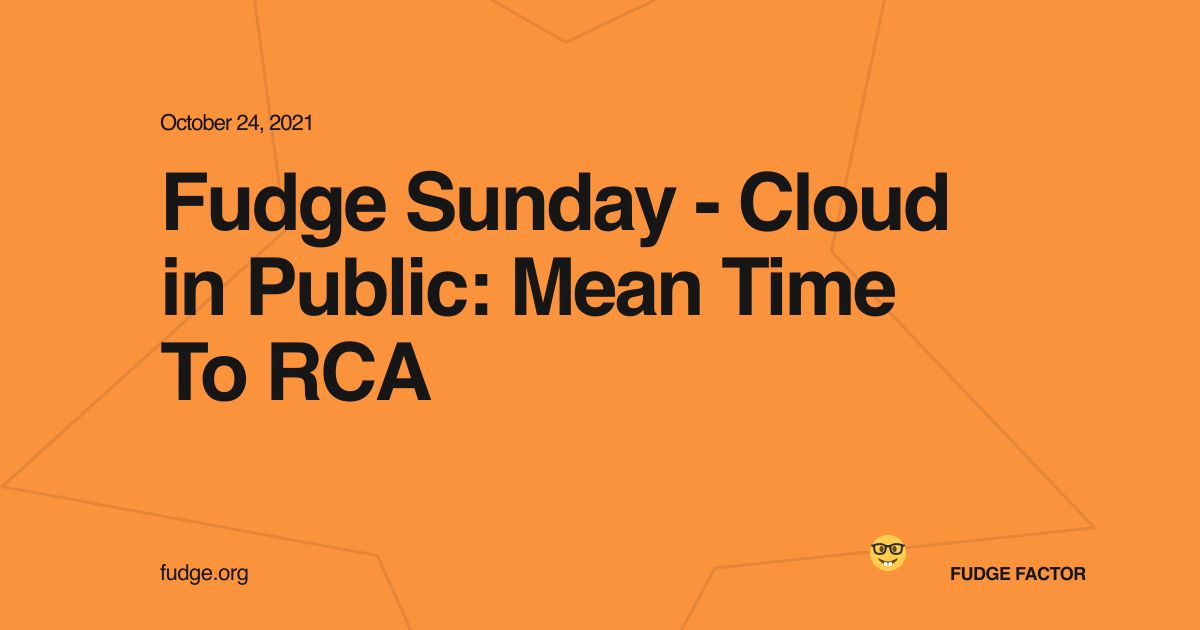 October 24, 2021
Fudge Sunday - Cloud
in Public: Mean Time
To RCA
fudge.org
FUDGE FACTOR